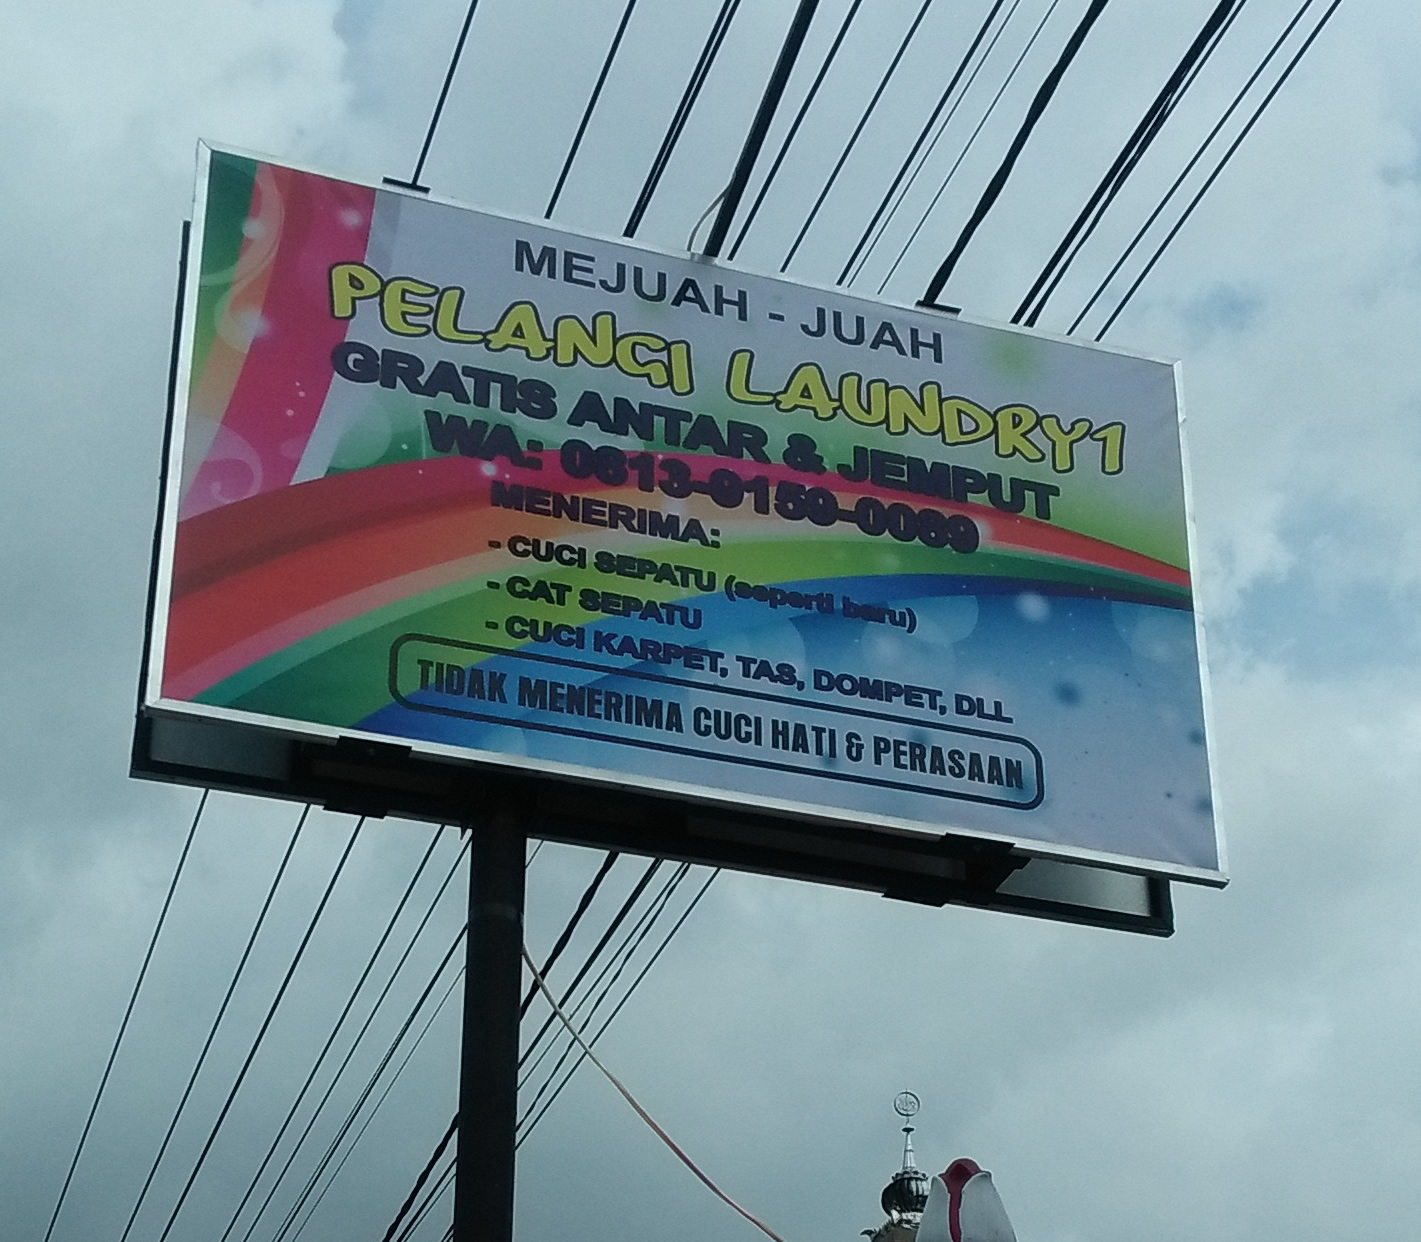 MEJUAH - JUAH
PELANGI LAUNDRY1
GRATIS ANTAR & JEMPUT
WA: 0813-9159-0089
MENERIMA:
- CUCI SEPATU (seperti baru)
- CAT SEPATU
- CUCI KARPET, TAS, DOMPET, DLL
TIDAK MENERIMA CUCI HATI & PERASAAN